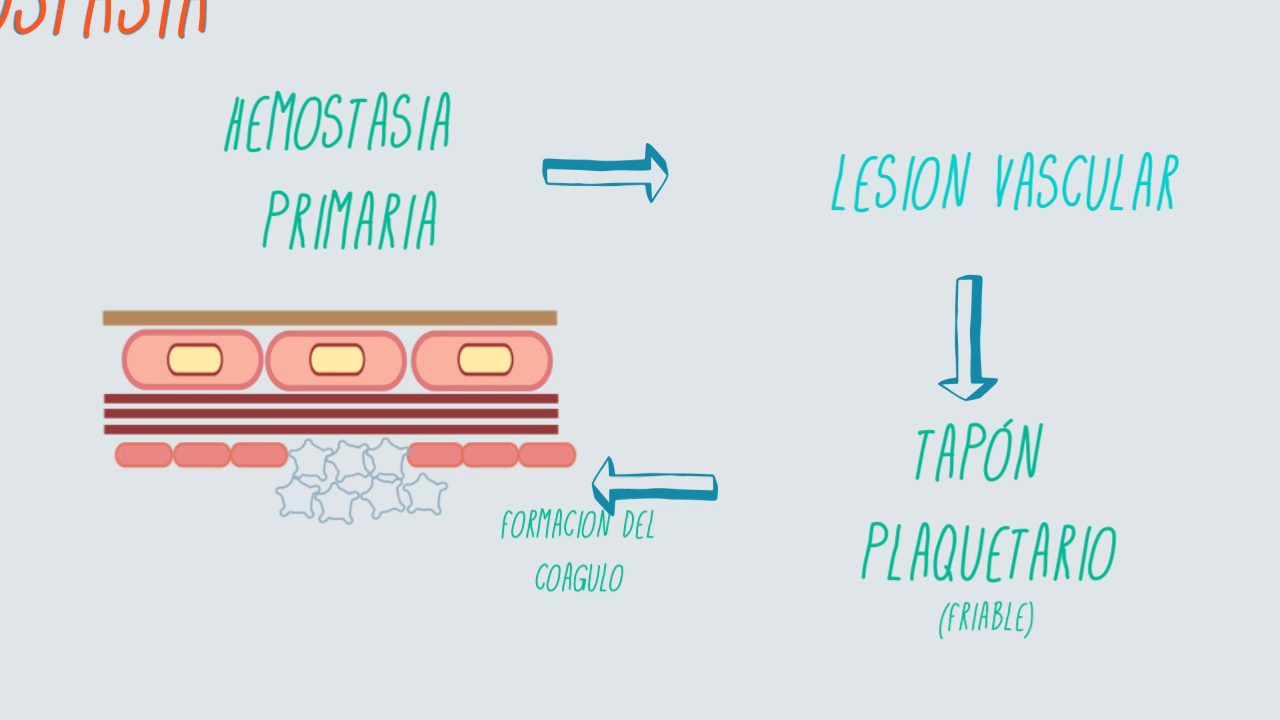 HEMOSTASIA
PRIMARIA
LESION VASCULAR
TAPÓN
PLAQUETARIO
(FRIABLE)
FORMACION DEL
COAGULO